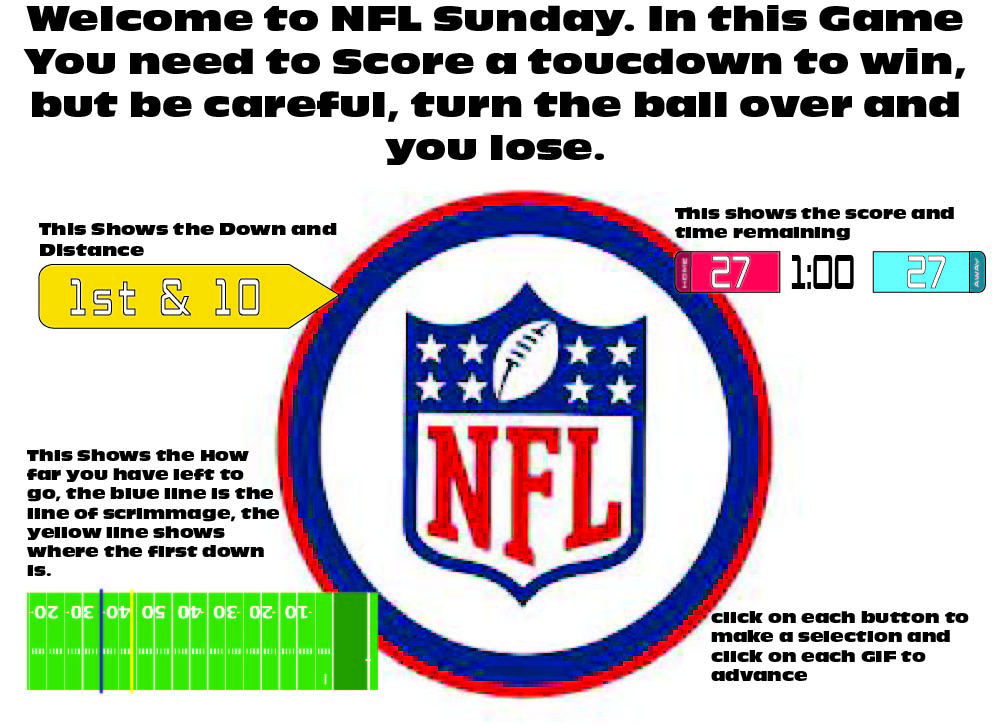 Welcome to NFL Sunday. In this Game
You need to Score a toucdown to win,
but be careful, turn the ball over and
you lose.
This Shows the Down and
Distance
1st & 10
This shows the score and
time remaining
HOME 27 1:00 27 AWAY
NFL
This Shows the How
far you have left to
go, the blue line is the
line of scrimmage, the
yellow line shows
where the first down
is.
20 30 40 50 40 30 20 10
click on each button to
make a selection and
click on each GIF to
advance